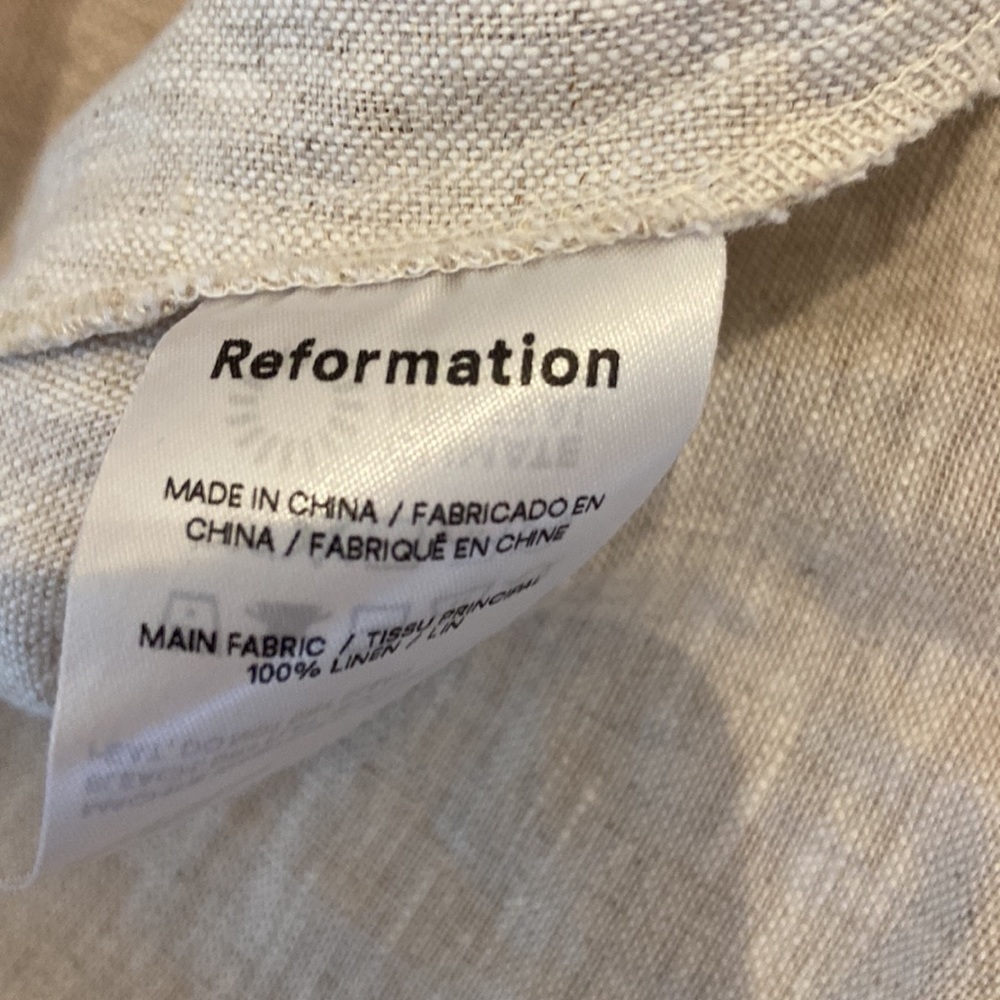 Reformation
MADE IN CHINA / FABRICADO EN
CHINA / FABRIQUÉ EN CHINE
MAIN FABRIC / TISSU PRINCIPAL
100% LINEN / LIN